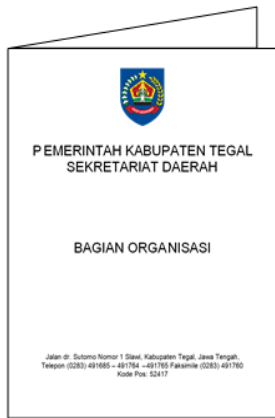 PEMERINTAH KABUPATEN TEGAL
SEKRETARIAT DAERAH
BAGIAN ORGANISASI
Jalan dr. Sutomo Nomor 1 Slawi, Kabupaten Tegal, Jawa Tengah,
Telepon (0283) 491685 – 491764 –491765 Faksimile (0283) 491760
Kode Pos: 52417